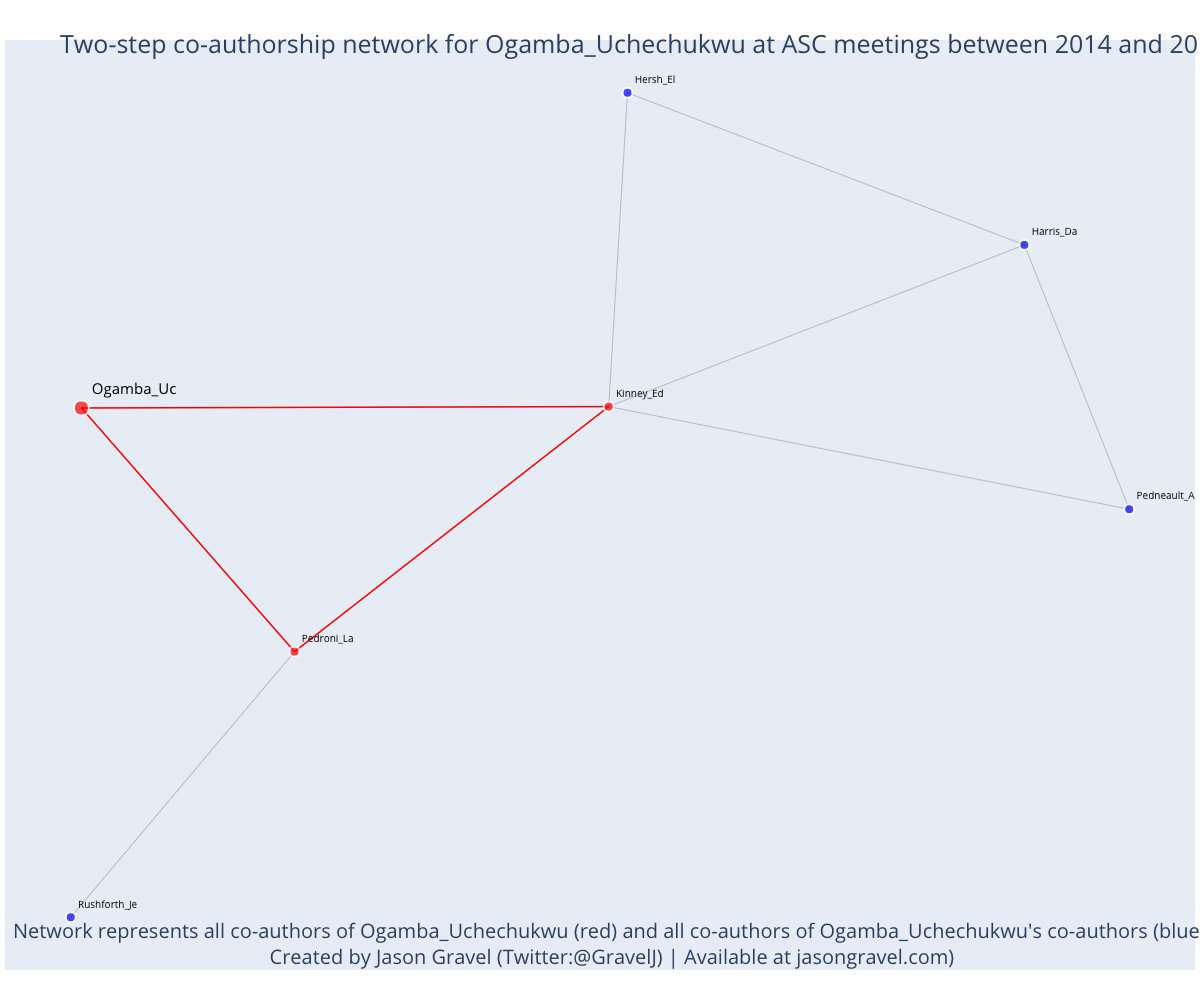 Two-step co-authorship network for Ogamba_Uchechukwu at ASC meetings between 2014 and 20
Hersh_El
Harris_Da
Ogamba_Uc
Kinney_Ed
Pedneault_A
Pedroni_La
Rushforth_Je
Network represents all co-authors of Ogamba_Uchechukwu (red) and all co-authors of Ogamba_Uchechukwu's co-authors (blue
Created by Jason Gravel (Twitter:@GravelJ) | Available at jasongravel.com)